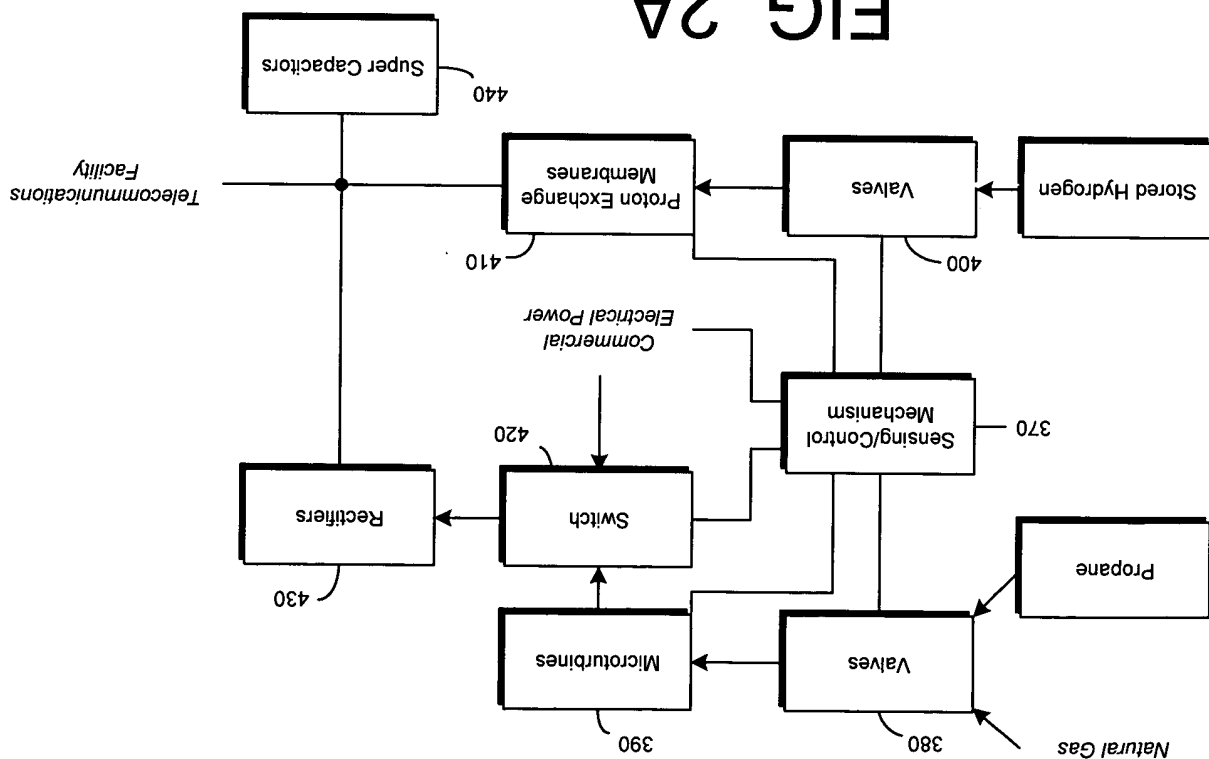 Natural Gas
380
390
Valves
Microturbines
Propane
430
Switch
Rectifiers
420
370
Sensing/Control
Mechanism
Commercial
Electrical Power
400
410
Stored Hydrogen
Valves
Proton Exchange
Membranes
Telecommunications
Facility
440
Super Capacitors
FIG 2A